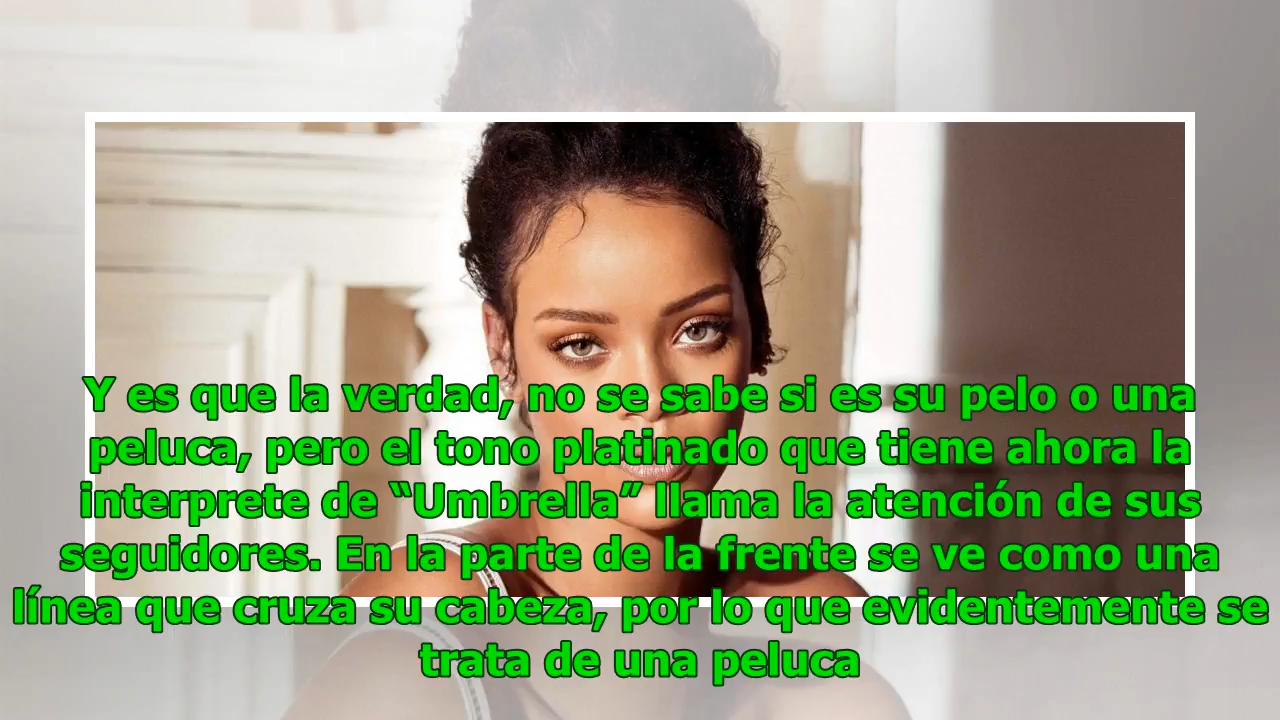 Y es que la verdad, no se sabe si es su pelo o una
peluca, pero el tono platinado que tiene ahora la
interprete de “Umbrella” llama la atención de sus
seguidores. En la parte de la frente se ve como una
línea que cruza su cabeza, por lo que evidentemente se
trata de una peluca